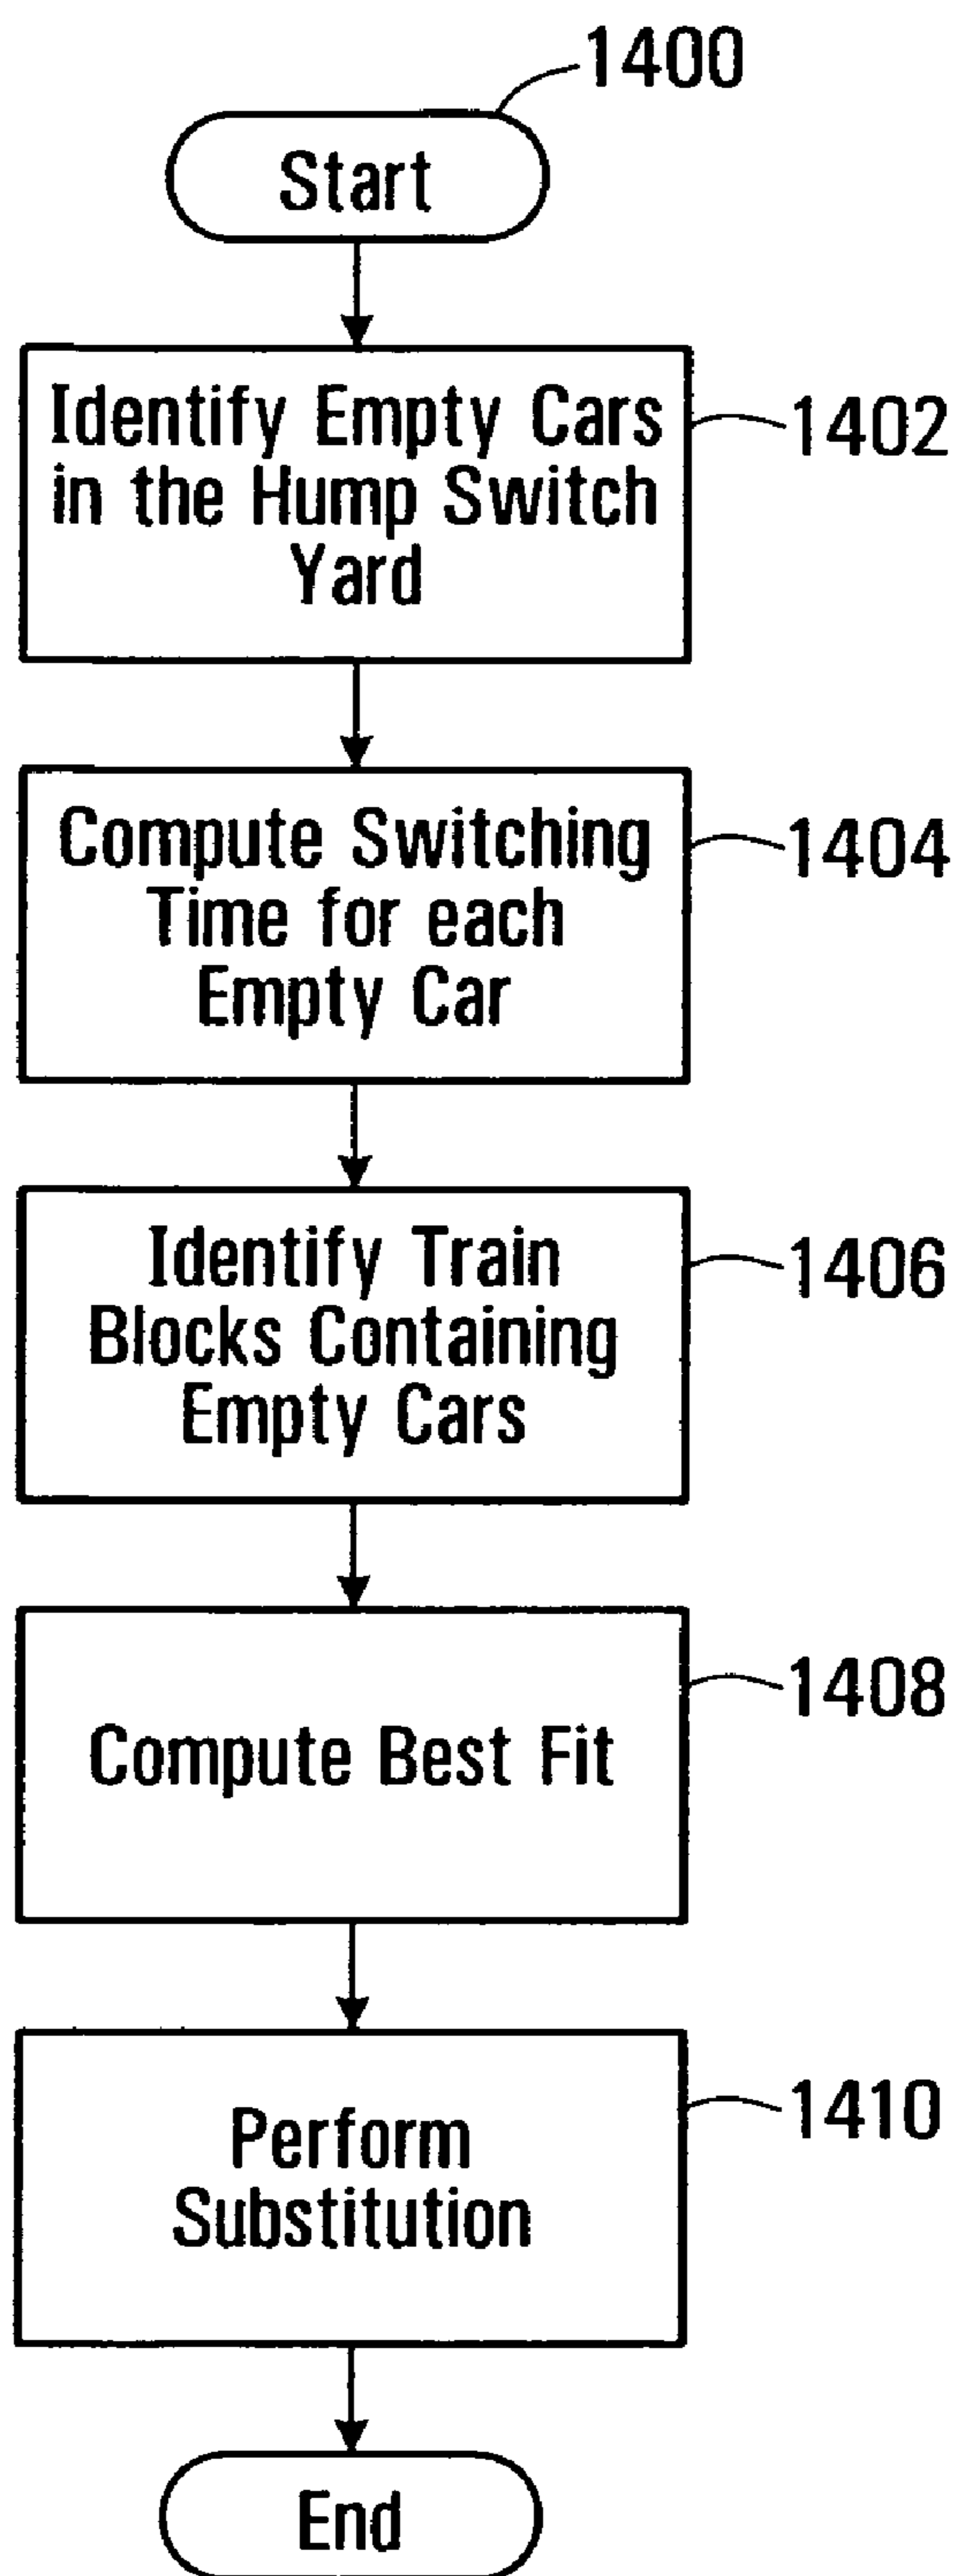 1400
Start
Identify Empty Cars
in the Hump Switch
Yard
1402
Compute Switching
Time for each
Empty Car
1404
Identify Train
Blocks Containing
Empty Cars
1406
Compute Best Fit
1408
Perform
Substitution
1410
End